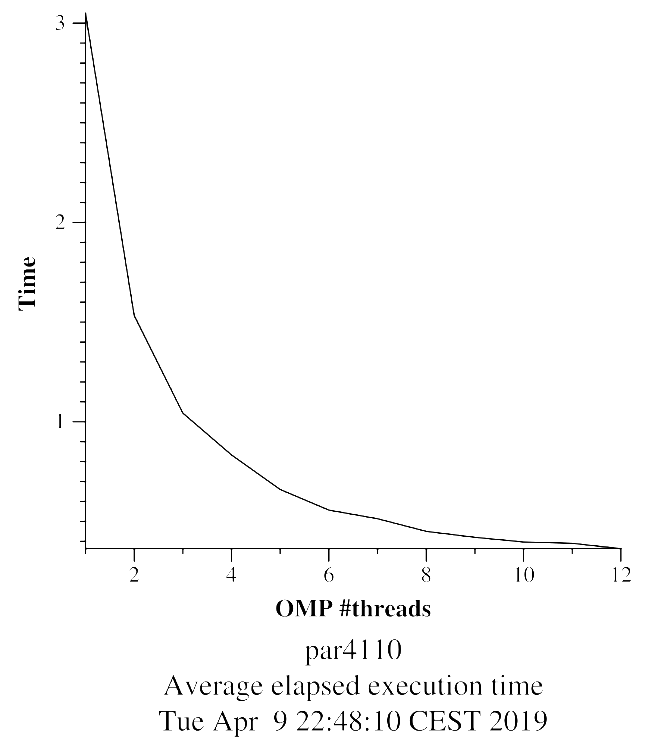 3
2
1
Time
2 4 6 8 10 12
OMP #threads
par4110
Average elapsed execution time
Tue Apr  9 22:48:10 CEST 2019